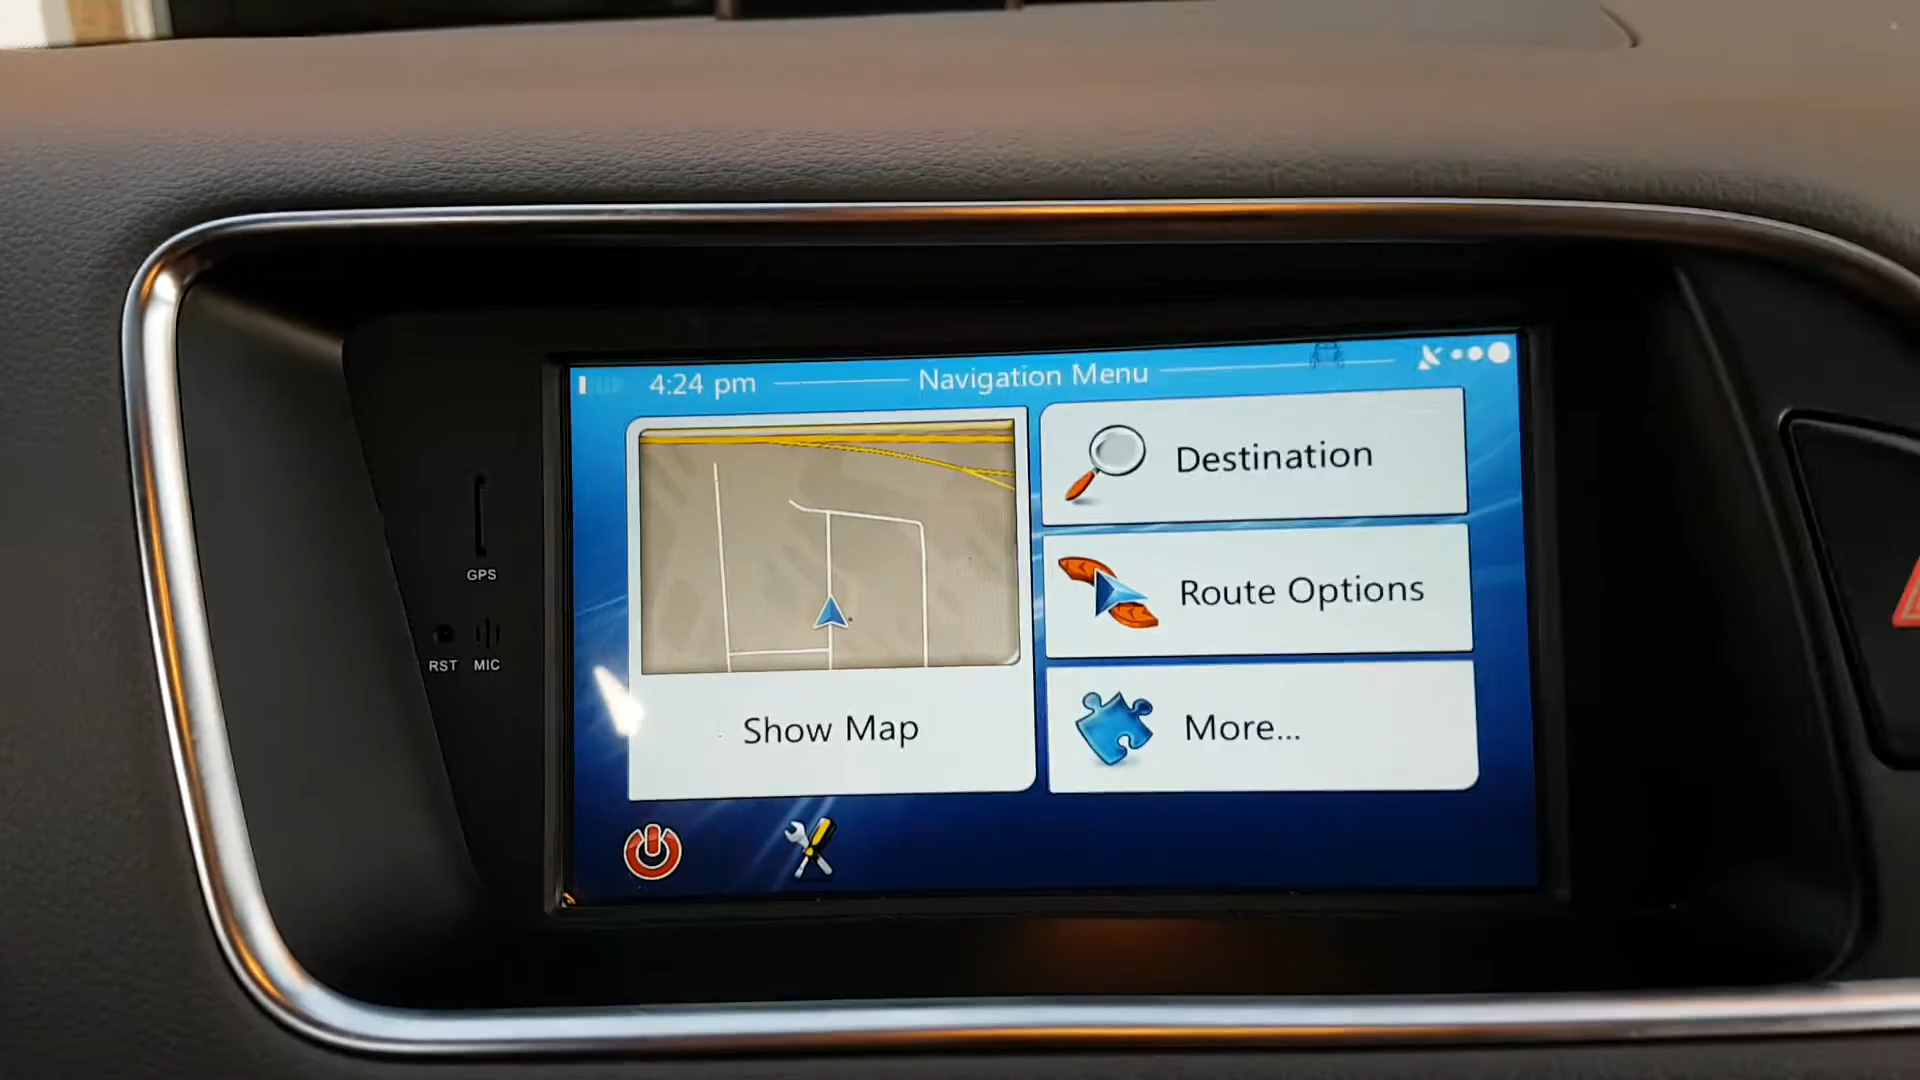 4:24 pm
Navigation Menu
Destination
GPS
Route Options
RST MIC
Show Map
More...